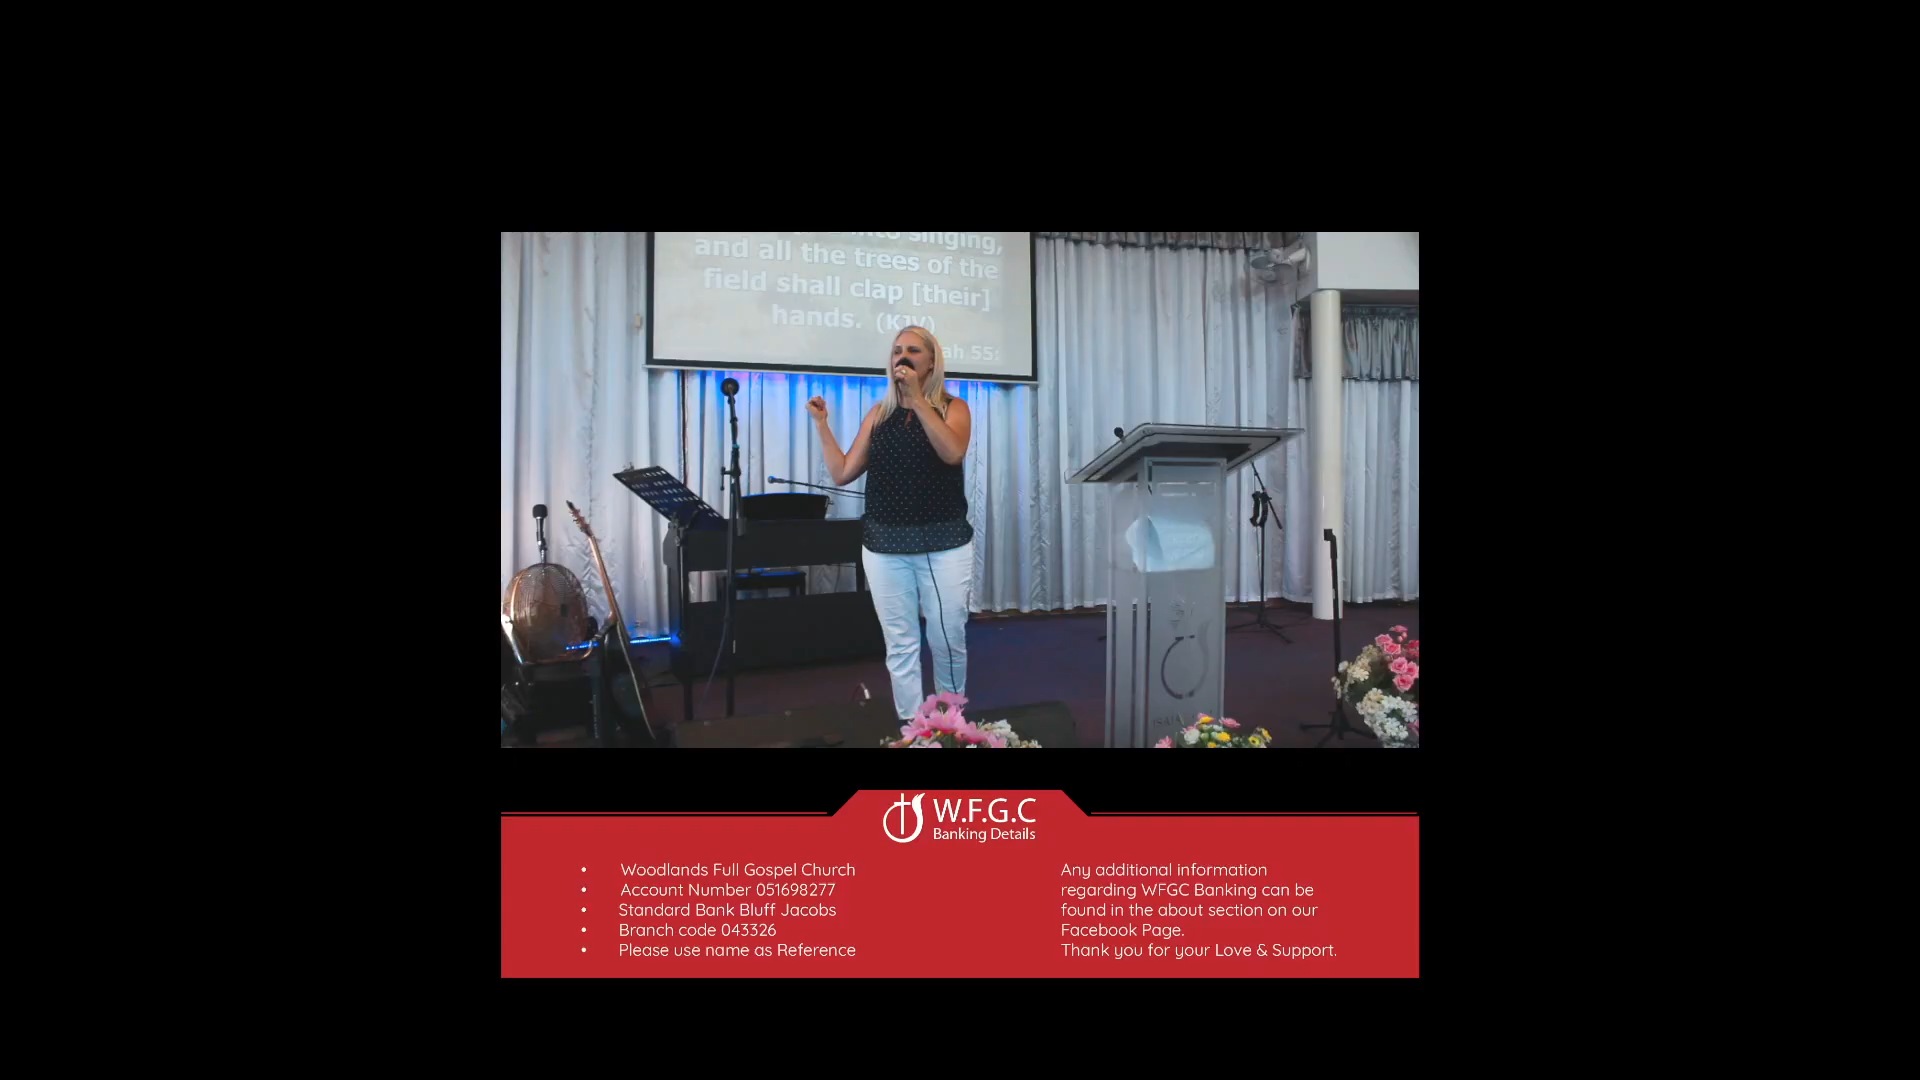 singing,
and all the trees of the
field shall clap [their]
hands. (KJV)
55:
W.F.G.C
Banking Details
• Woodlands Full Gospel Church
• Account Number 051698277
• Standard Bank Bluff Jacobs
• Branch code 043326
• Please use name as Reference
Any additional information
regarding WFGC Banking can be
found in the about section on our
Facebook Page.
Thank you for your Love & Support.